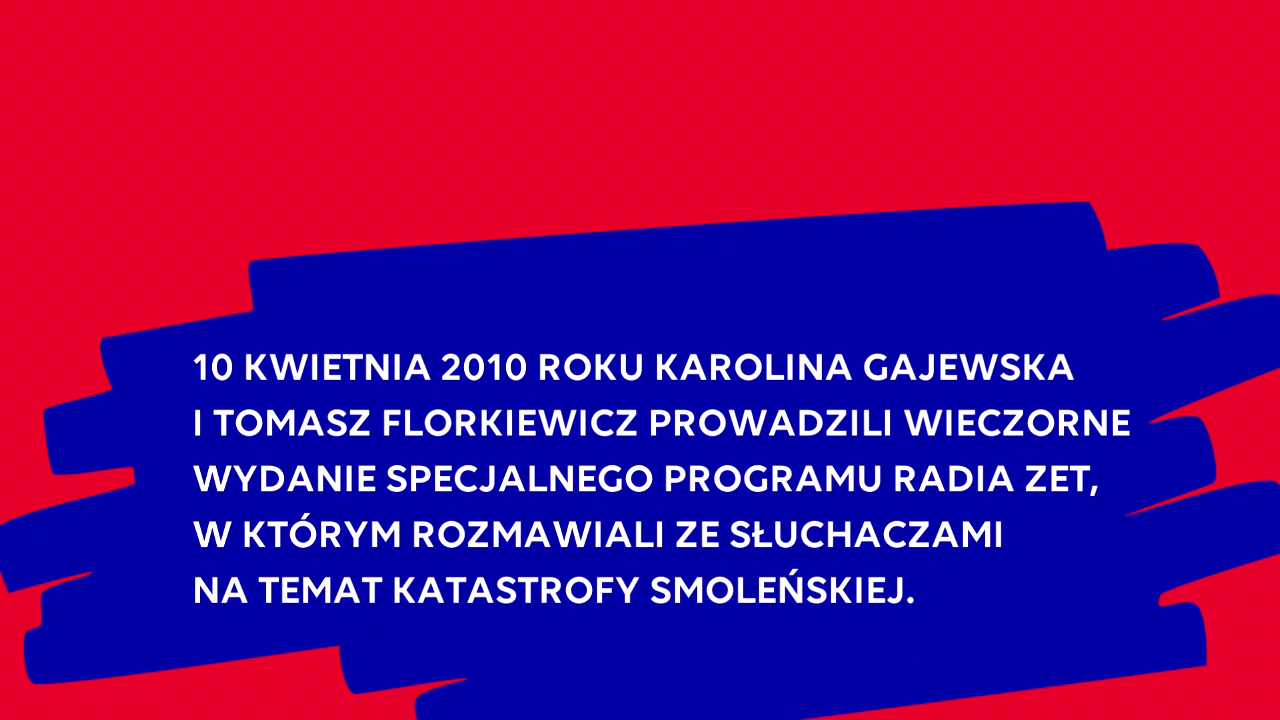 10 KWIETNIA 2010 ROKU KAROLINA GAJEWSKA
I TOMASZ FLORKIEWICZ PROWADZILI WIECZORNE
WYDANIE SPECJALNEGO PROGRAMU RADIA ZET,
W KTÓRYM ROZMAWIALI ZE SŁUCHACZAMI
NA TEMAT KATASTROFY SMOLEŃSKIEJ.